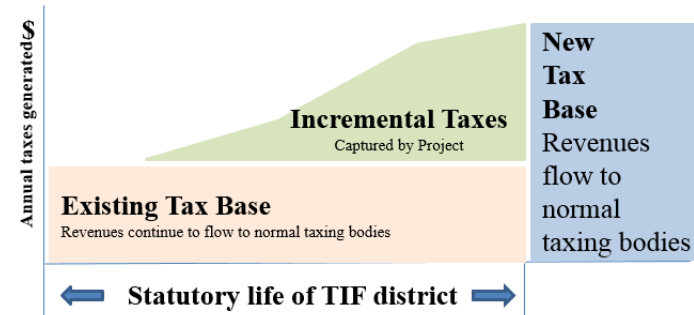 $
Annual taxes generated
Incremental Taxes
Captured by Project
Existing Tax Base
Revenues continue to flow to normal taxing bodies
New
Tax
Base
Revenues
flow to
normal
taxing bodies
Statutory life of TIF district